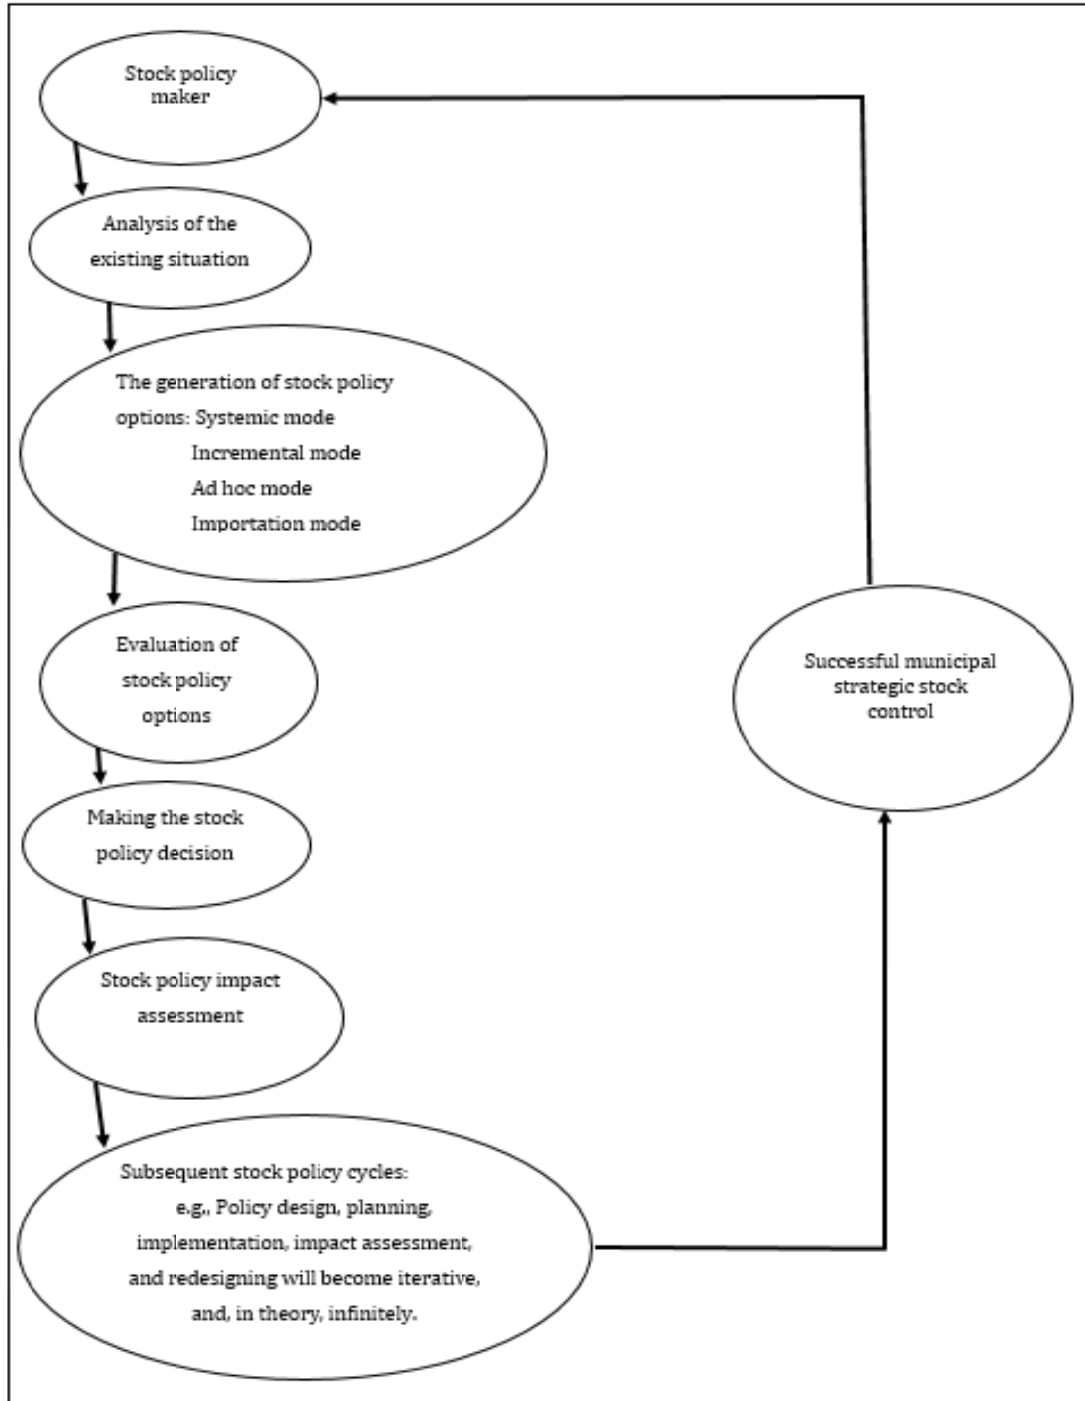 Stock policy
maker
Analysis of the
existing situation
The generation of stock policy
options: Systemic mode
Incremental mode
Ad hoc mode
Importation mode
Evaluation of
stock policy
options
Making the stock
policy decision
Stock policy impact
assessment
Subsequent stock policy cycles:
e.g., Policy design, planning,
implementation, impact assessment,
and redesigning will become iterative,
and, in theory, infinitely.
Successful municipal
strategic stock
control